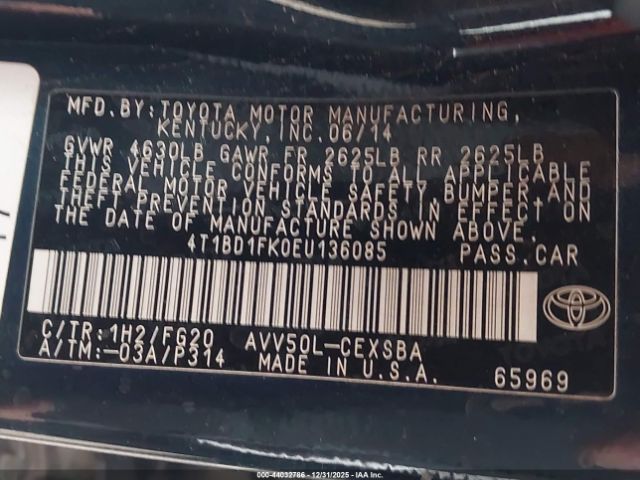 MFD. BY: TOYOTA MOTOR MANUFACTURING,
KENTUCKY, INC. 06/14
GVWR 4630LB GAWR FR 2625LB RR 2625LB
THIS VEHICLE CONFORMS TO ALL APPLICABLE
FEDERAL MOTOR VEHICLE SAFETY, BUMPER AND
THEFT PREVENTION STANDARDS IN EFFECT ON
THE DATE OF MANUFACTURE SHOWN ABOVE.
4T1BD1FK0EU136085 PASS.CAR
C/TR: 1H2/FG20 AVV50L-CEXSBA
A/TM:-03A/P314 MADE IN U.S.A. 65969
000-44032786 - 12/31/2025 - IAA Inc.